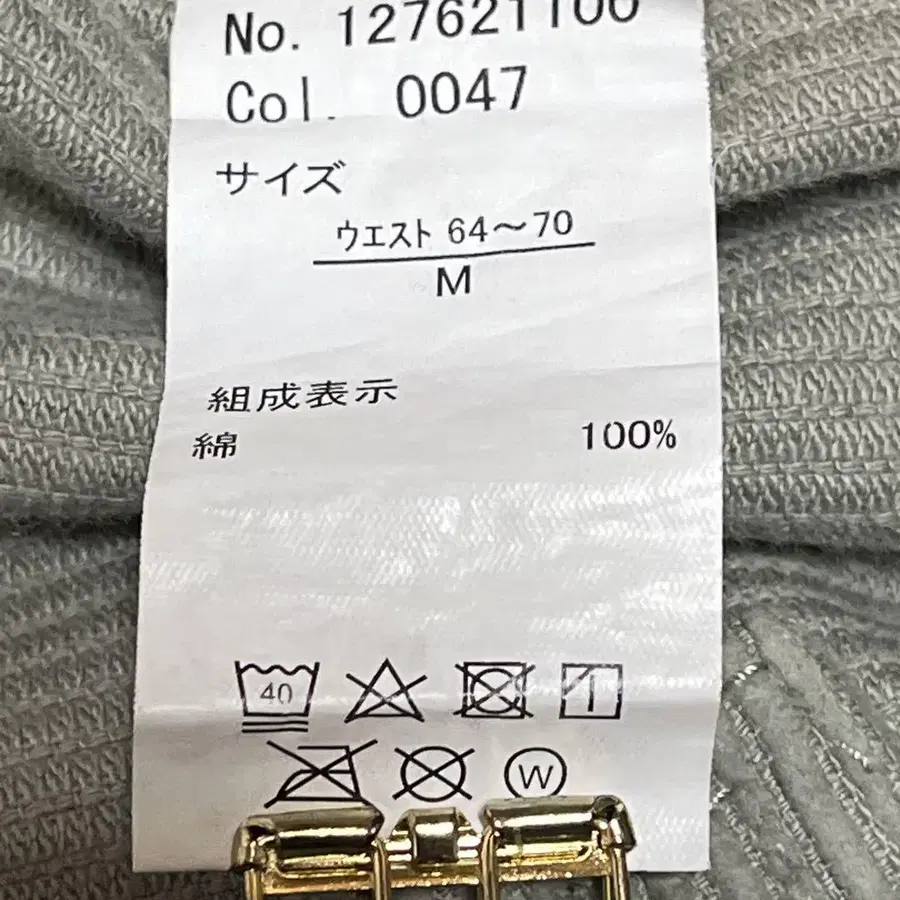 No. 127621100
Col. 0047
サイズ
ウエスト 64〜70
M
組成表示
綿 100%
40
W